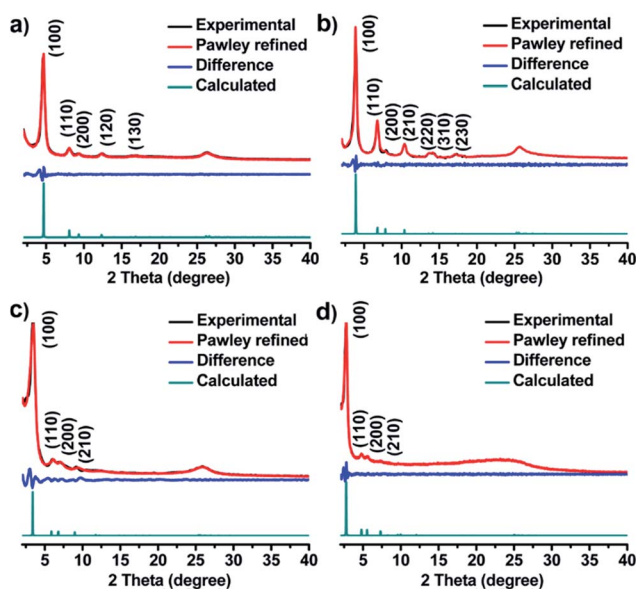 a)
Experimental
Pawley refined
Difference
Calculated
(100)
(110)
(200)
(120)
(130)
5 10 15 20 25 30 35 40
2 Theta (degree)
b)
Experimental
Pawley refined
Difference
Calculated
(100)
(110)
(200)
(210)
(220)
(310)
(230)
5 10 15 20 25 30 35 40
2 Theta (degree)
c)
Experimental
Pawley refined
Difference
Calculated
(100)
(110)
(200)
(210)
5 10 15 20 25 30 35 40
2 Theta (degree)
d)
Experimental
Pawley refined
Difference
Calculated
(100)
(110)
(200)
(210)
5 10 15 20 25 30 35 40
2 Theta (degree)